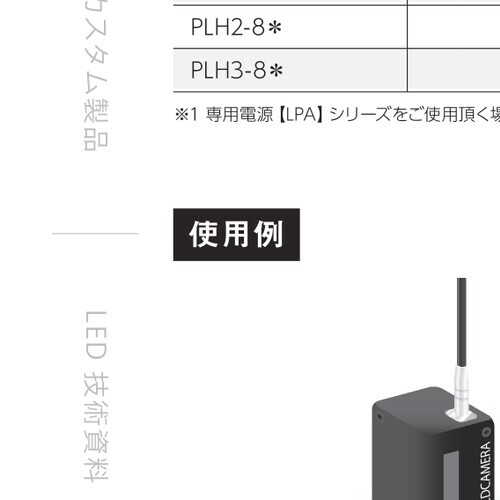 カスタム製品
PLH2-8＊
PLH3-8＊
※1 専用電源【LPA】シリーズをご使用頂く場
使用例
LED 技術資料
DCAMERA